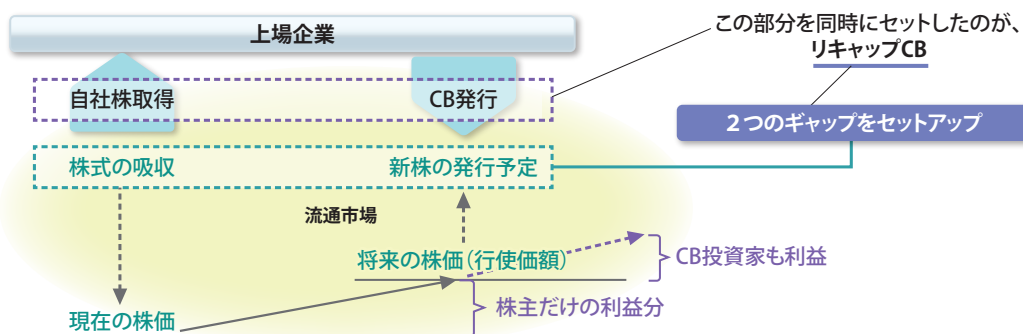 上場企業
この部分を同時にセットしたのが、
リキャップCB
自社株取得
CB発行
2つのギャップをセットアップ
株式の吸収
新株の発行予定
流通市場
将来の株価(行使価額)
CB投資家も利益
株主だけの利益分
現在の株価